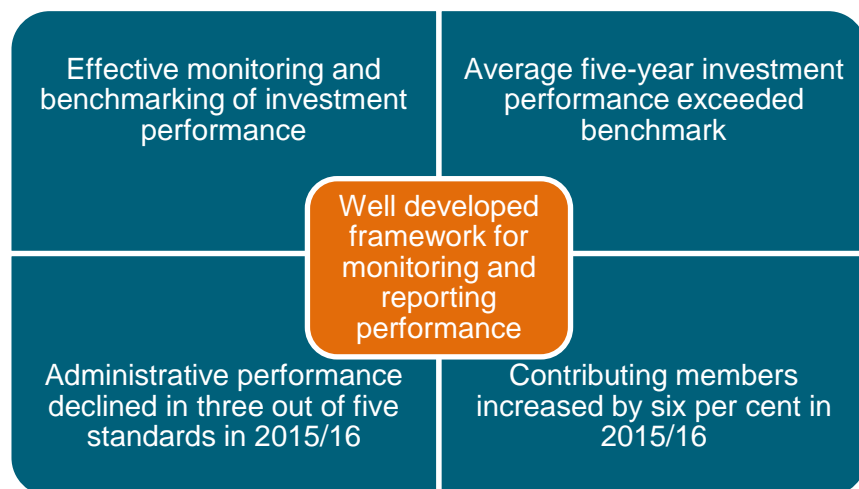 Effective monitoring and
benchmarking of investment
performance
Average five-year investment
performance exceeded
benchmark
Well developed
framework for
monitoring and
reporting
performance
Administrative performance
declined in three out of five
standards in 2015/16
Contributing members
increased by six per cent in
2015/16